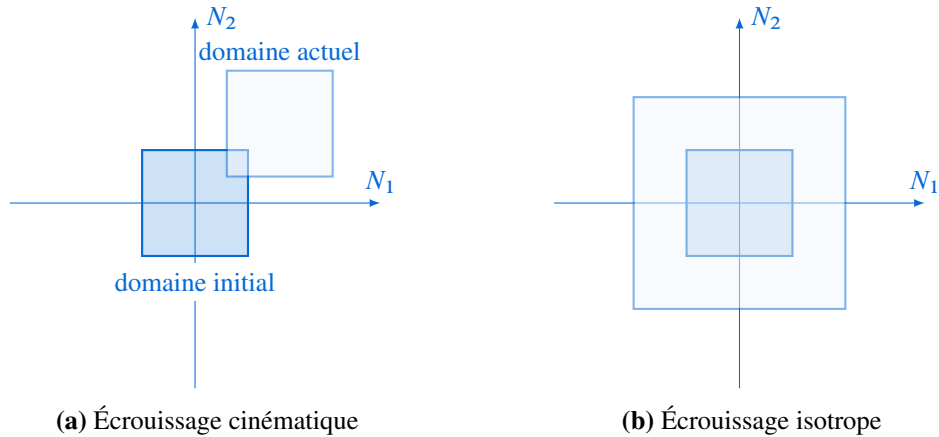 N₂
domaine actuel
N₁
domaine initial
(a) Écrouissage cinématique
N₂
N₁
(b) Écrouissage isotrope